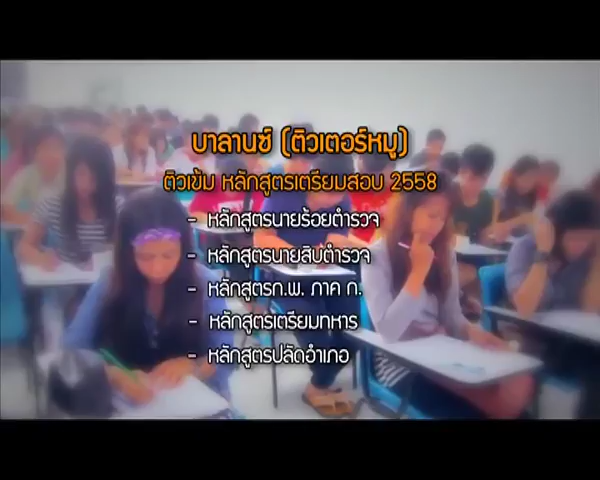 บาลานซ์ (ติวเตอร์หมู)
ติวเข้ม หลักสูตรเตรียมสอบ 2558
- หลักสูตรนายร้อยตำรวจ
- หลักสูตรนายสิบตำรวจ
- หลักสูตรก.พ. ภาค ก.
- หลักสูตรเตรียมทหาร
- หลักสูตรปลัดอำเภอ